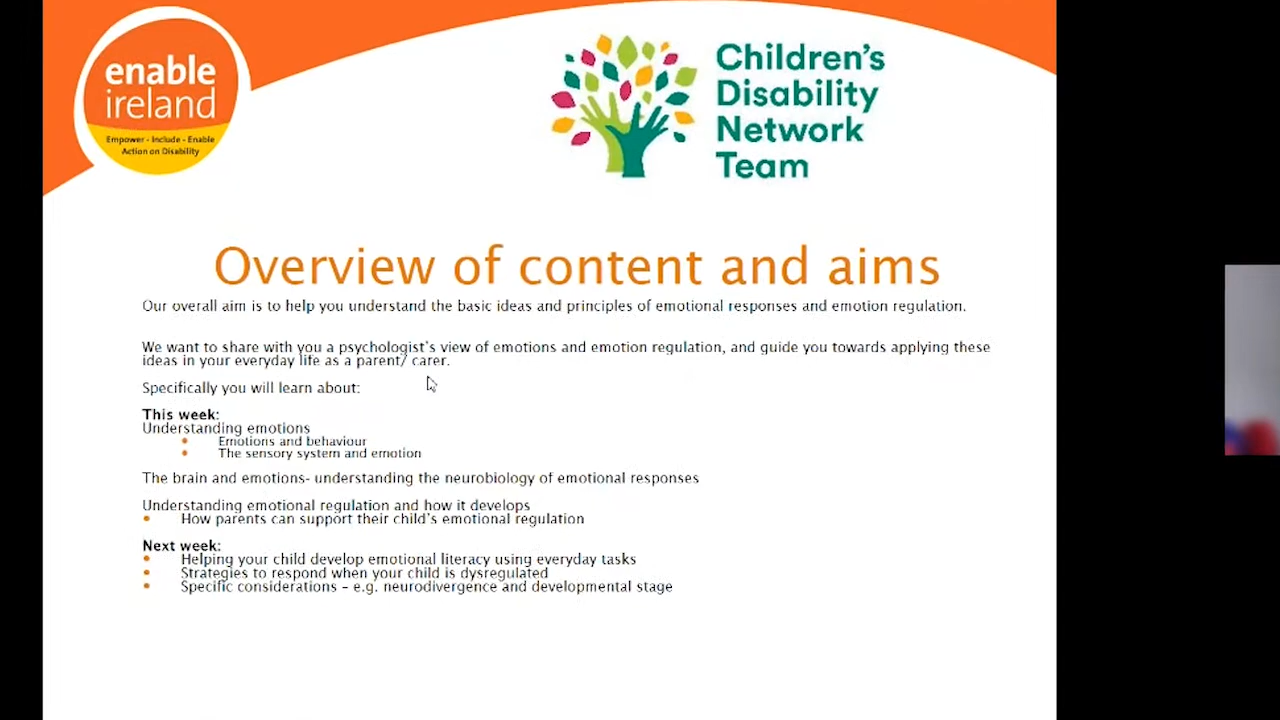 enable
ireland
Empower - Include - Enable
Action on Disability
Children's
Disability
Network
Team
Overview of content and aims
Our overall aim is to help you understand the basic ideas and principles of emotional responses and emotion regulation.
We want to share with you a psychologist's view of emotions and emotion regulation, and guide you towards applying these
ideas in your everyday life as a parent/ carer.
Specifically you will learn about:
This week:
Understanding emotions
• Emotions and behaviour
• The sensory system and emotion
The brain and emotions- understanding the neurobiology of emotional responses
Understanding emotional regulation and how it develops
• How parents can support their child's emotional regulation
Next week:
• Helping your child develop emotional literacy using everyday tasks
• Strategies to respond when your child is dysregulated
• Specific considerations – e.g. neurodivergence and developmental stage